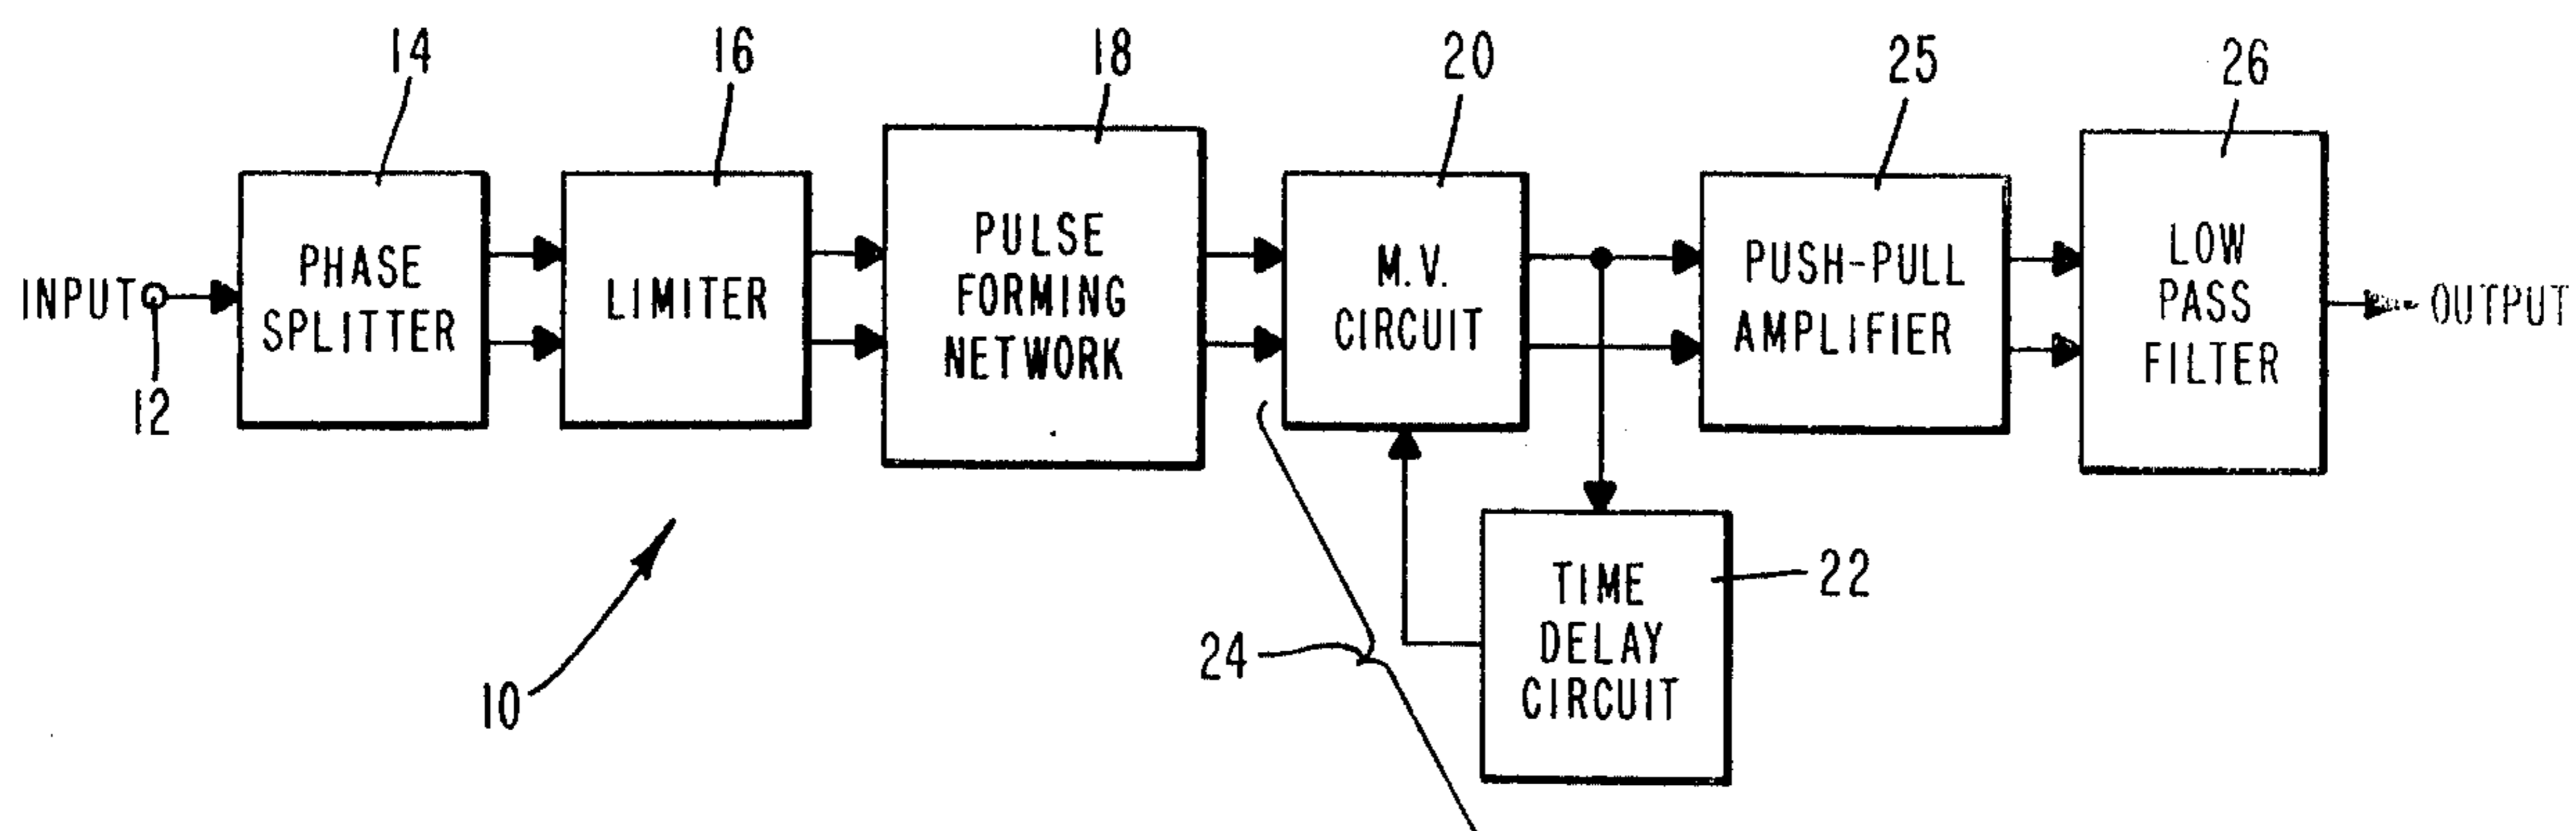 14
16
18
20
25
26
INPUT
12
PHASE
SPLITTER
LIMITER
PULSE
FORMING
NETWORK
M.V.
CIRCUIT
PUSH-PULL
AMPLIFIER
LOW
PASS
FILTER
OUTPUT
10
24
TIME
DELAY
CIRCUIT
22